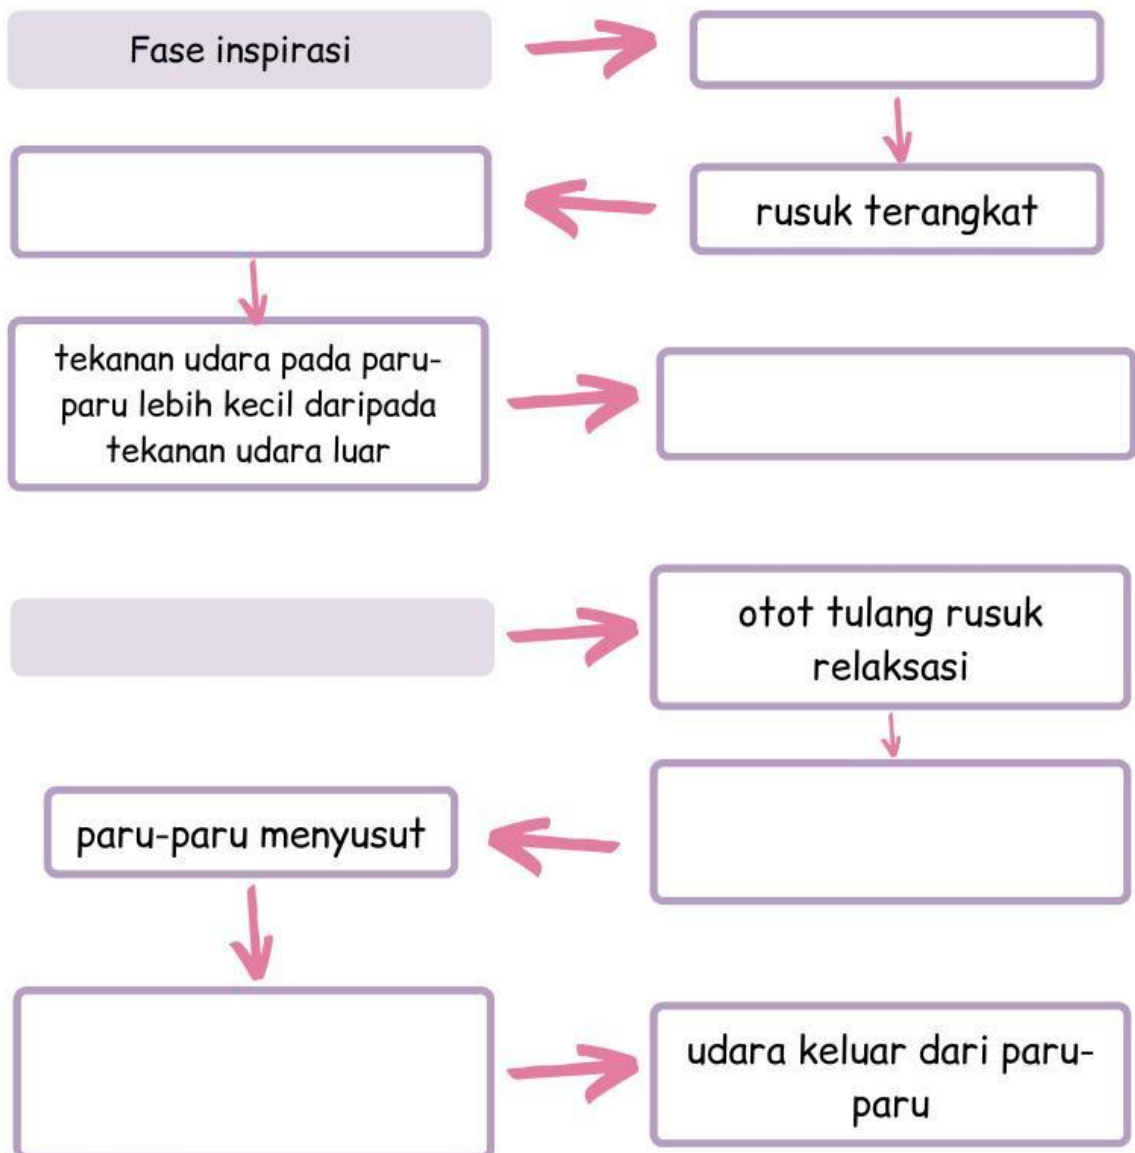 Fase inspirasi
rusuk terangkat
tekanan udara pada paru-
paru lebih kecil daripada
tekanan udara luar
otot tulang rusuk
relaksasi
paru-paru menyusut
udara keluar dari paru-
paru